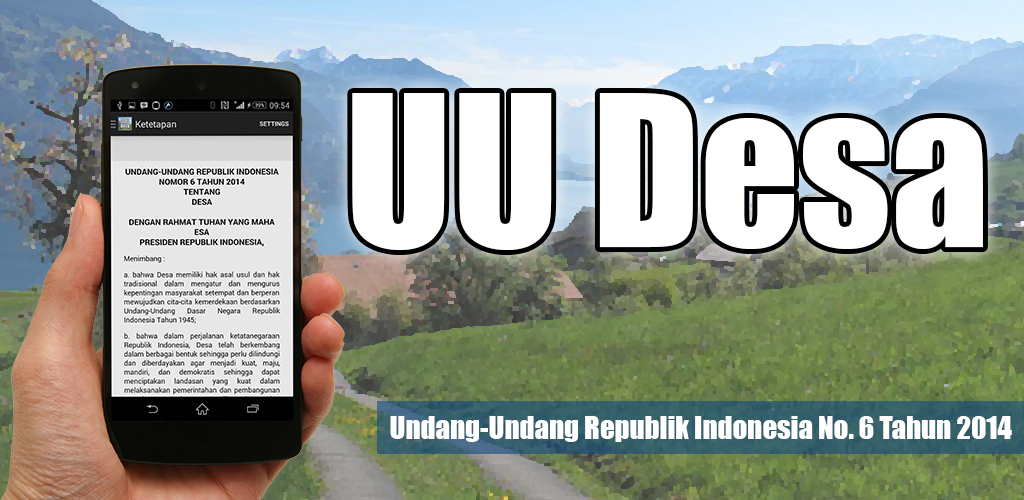 09:54
Ketetapan
SETTINGS
UNDANG-UNDANG REPUBLIK INDONESIA
NOMOR 6 TAHUN 2014
TENTANG
DESA
DENGAN RAHMAT TUHAN YANG MAHA
ESA
PRESIDEN REPUBLIK INDONESIA,
Menimbang :
a. bahwa Desa memiliki hak asal usul dan hak
tradisional dalam mengatur dan mengurus
kepentingan masyarakat setempat dan berperan
mewujudkan cita-cita kemerdekaan berdasarkan
Undang-Undang Dasar Negara Republik
Indonesia Tahun 1945;
b. bahwa dalam perjalanan ketatanegaraan
Republik Indonesia, Desa telah berkembang
dalam berbagai bentuk sehingga perlu dilindungi
dan diberdayakan agar menjadi kuat, maju,
mandiri, dan demokratis sehingga dapat
menciptakan landasan yang kuat dalam
melaksanakan pemerintahan dan pembangunan
UU Desa
Undang-Undang Republik Indonesia No. 6 Tahun 2014